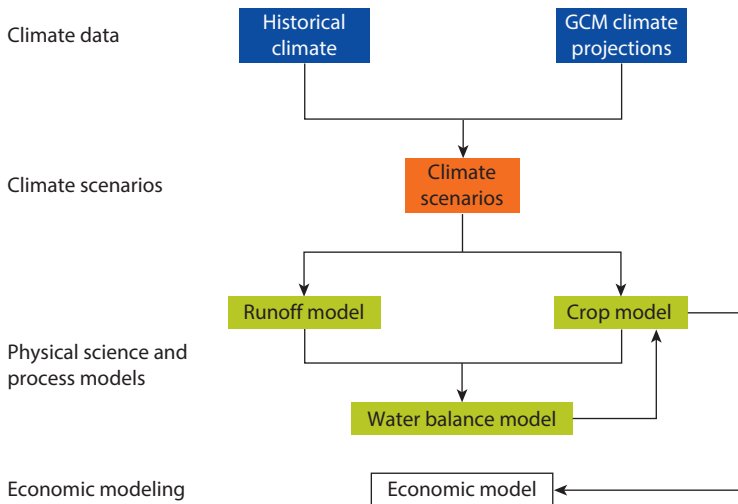 Climate data
Historical
climate
GCM climate
projections
Climate scenarios
Climate
scenarios
Runoff model
Crop model
Physical science and
process models
Water balance model
Economic modeling
Economic model